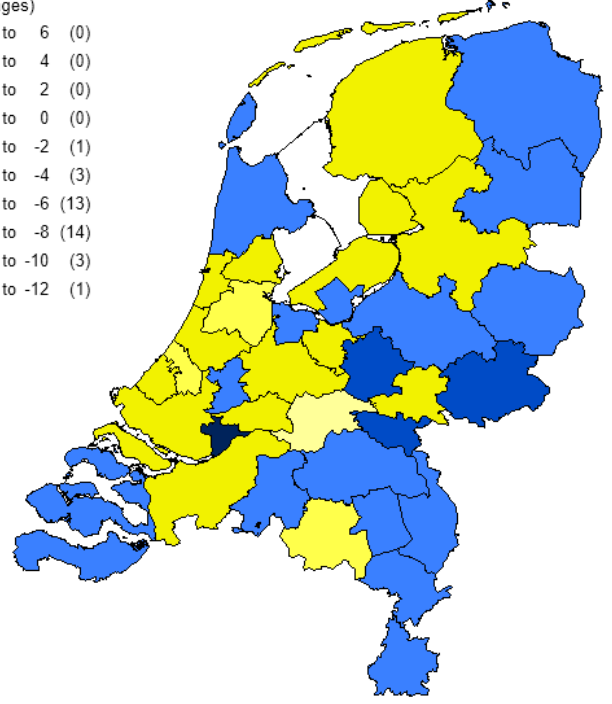 ges)
to 6 (0)
to 4 (0)
to 2 (0)
to 0 (0)
to -2 (1)
to -4 (3)
to -6 (13)
to -8 (14)
to -10 (3)
to -12 (1)